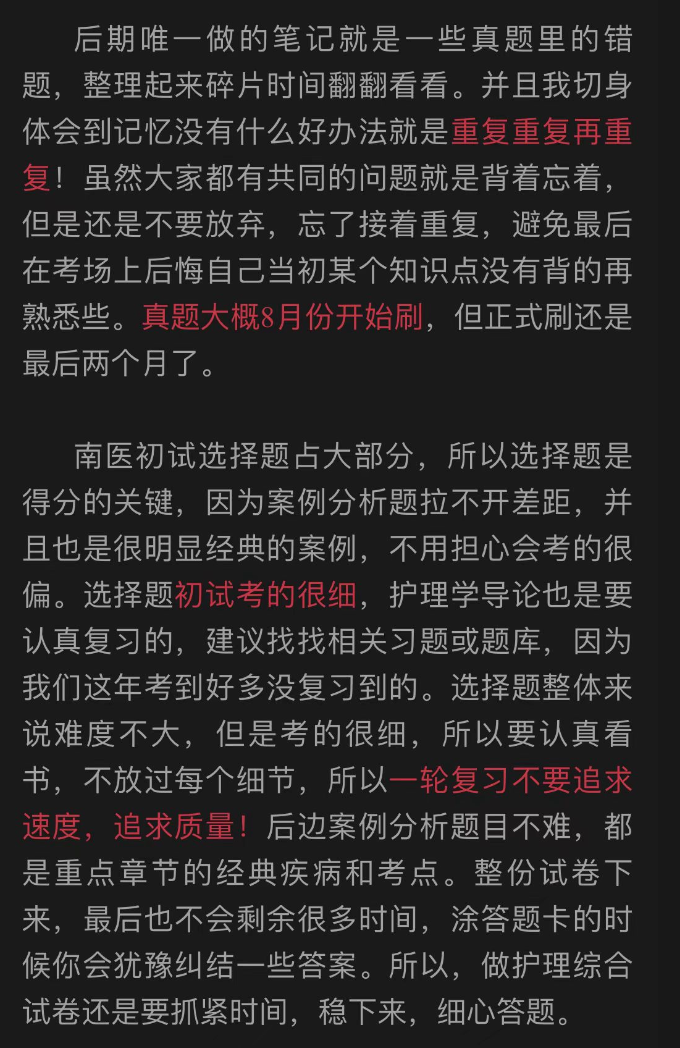 后期唯一做的笔记就是一些真题里的错
题，整理起来碎片时间翻翻看看。并且我切身
体会到记忆没有什么好办法就是重复重复再重
复！虽然大家都有共同的问题就是背着忘着，
但是还是不要放弃，忘了接着重复，避免最后
在考场上后悔自己当初某个知识点没有背的再
熟悉些。真题大概8月份开始刷，但正式刷还是
最后两个月了。
南医初试选择题占大部分，所以选择题是
得分的关键，因为案例分析题拉不开差距，并
且也是很明显经典的案例，不用担心会考的很
偏。选择题初试考的很细，护理学导论也是要
认真复习的，建议找找相关习题或题库，因为
我们这年考到好多没复习到的。选择题整体来
说难度不大，但是考的很细，所以要认真看
书，不放过每个细节，所以一轮复习不要追求
速度，追求质量！后边案例分析题目不难，都
是重点章节的经典疾病和考点。整份试卷下
来，最后也不会剩余很多时间，涂答题卡的时
候你会犹豫纠结一些答案。所以，做护理综合
试卷还是要抓紧时间，稳下来，细心答题。